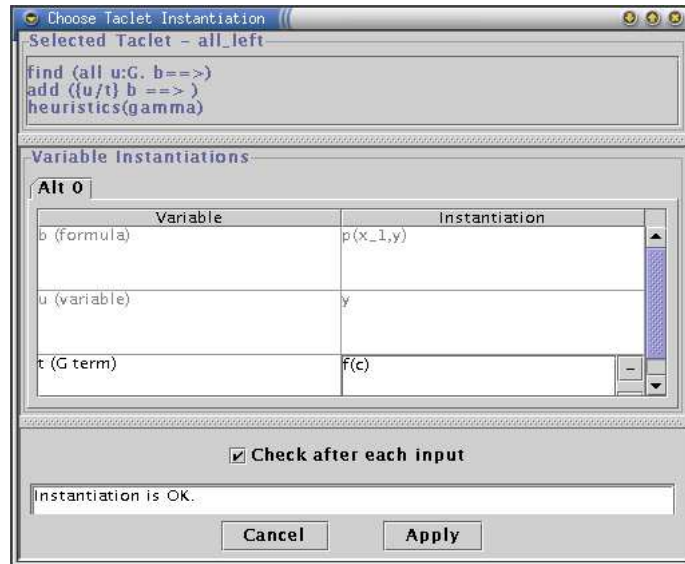 Choose Taclet Instantiation
Selected Taclet - all_left
find (all u:G. b==>)
add ({u/t} b ==> )
heuristics(gamma)
Variable Instantiations
Alt 0
Variable Instantiation
b (formula) p(x_1,y)
u (variable) y
t (G term) f(c)
Check after each input
Instantiation is OK.
Cancel Apply